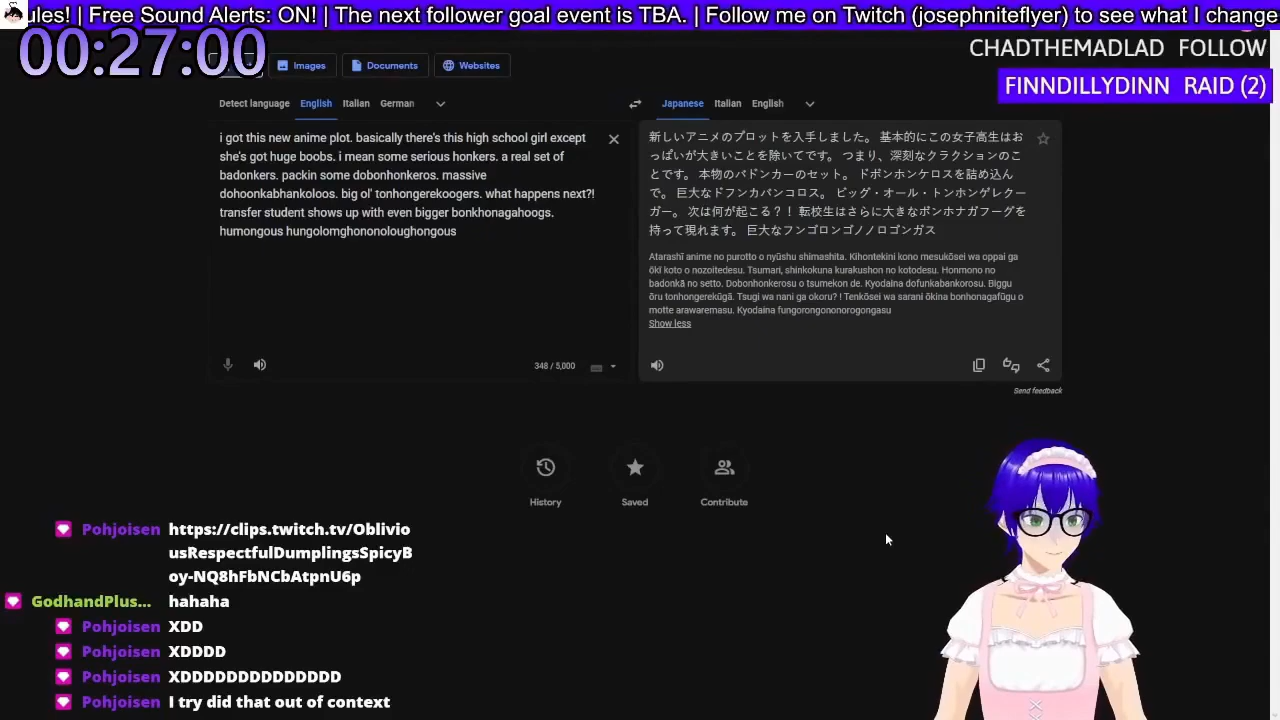 ules! | Free Sound Alerts: ON! | The next follower goal event is TBA. | Follow me on Twitch (josephniteflyer) to see what I change
00:27:00
CHADTHEMADLAD FOLLOW
FINNDILLYDINN RAID (2)
Images
Documents
Websites
Detect language
English
Italian
German
Japanese
Italian
English
i got this new anime plot. basically there's this high school girl except
she's got huge boobs. i mean some serious honkers. a real set of
badonkers. packin some dobonhonkeros. massive
dohoonkabhankoloos. big ol' tonhongerekoogers. what happens next?!
transfer student shows up with even bigger bonkhonagahoogs.
humongous hungolomghononoloughongous
348 / 5,000
新しいアニメのプロットを入手しました。 基本的にこの女子高生はお
っぱいが大きいことを除いてです。 つまり、深刻なクラクションのこ
とです。 本物のバドンカーのセット。 ドボンホンケロスを詰め込ん
で。 巨大なドフンカバンコロス。 ビッグ・オール・トンホンゲレクー
ガー。 次は何が起こる？！ 転校生はさらに大きなボンホナガフーグを
持って現れます。 巨大なフンゴロンゴノノロゴンガス
Atarashī anime no purotto o nyūshu shimashita. Kihontekini kono mesukōsei wa oppai ga
ōkī koto o nozoitedesu. Tsumari, shinkokuna kurakushon no kotodesu. Honmono no
badonkā no setto. Dobonhonkerosu o tsumekon de. Kyodaina dofunkabankorosu. Biggu
ōru tonhongerekūgā. Tsugi wa nani ga okoru? ! Tenkōsei wa sarani ōkina bonhonagafūgu o
motte arawaremasu. Kyodaina fungorongononorogongasu
Show less
Send feedback
History
Saved
Contribute
Pohjoisen https://clips.twitch.tv/Oblivio
usRespectfulDumplingsSpicyB
oy-NQ8hFbNCbAtpnU6p
GodhandPlus... hahaha
Pohjoisen XDD
Pohjoisen XDDDD
Pohjoisen XDDDDDDDDDDDDDD
Pohjoisen I try did that out of context